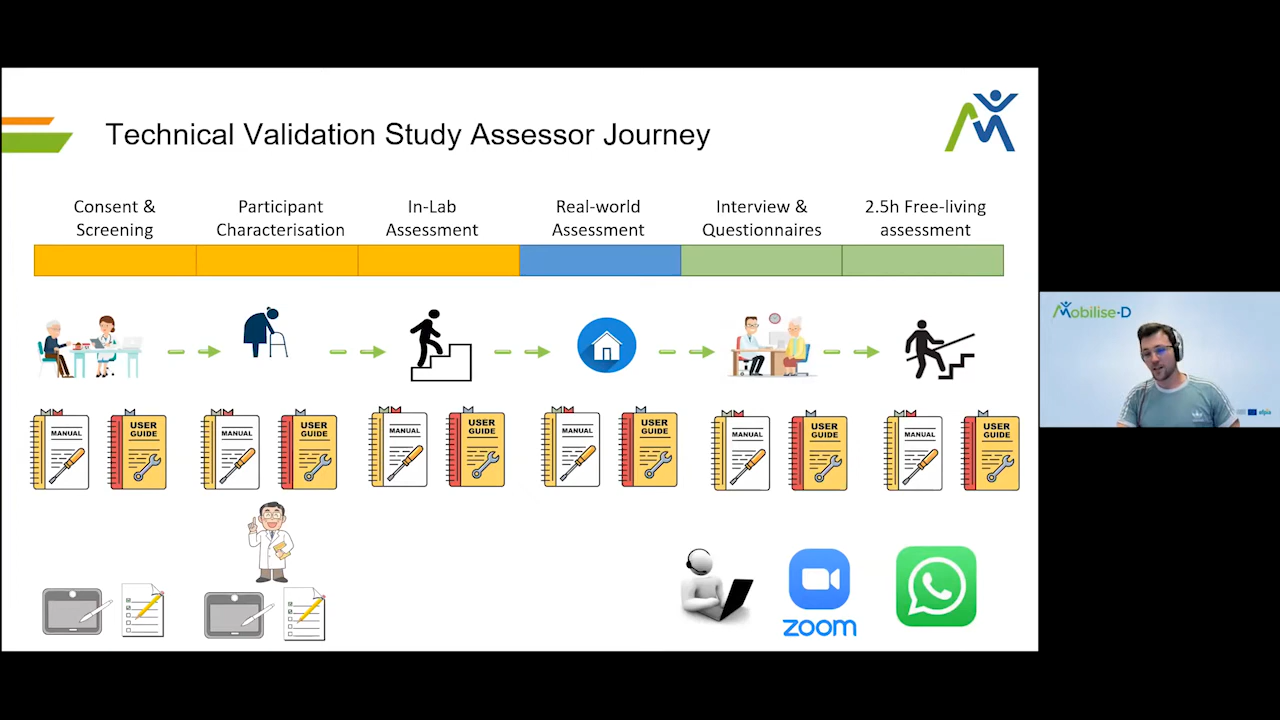 Technical Validation Study Assessor Journey
Consent &
Screening
Participant
Characterisation
In-Lab
Assessment
Real-world
Assessment
Interview &
Questionnaires
2.5h Free-living
assessment
MANUAL
USER
GUIDE
MANUAL
USER
GUIDE
MANUAL
USER
GUIDE
MANUAL
USER
GUIDE
MANUAL
USER
GUIDE
MANUAL
USER
GUIDE
zoom
Mobilise-D
adidas
efpia